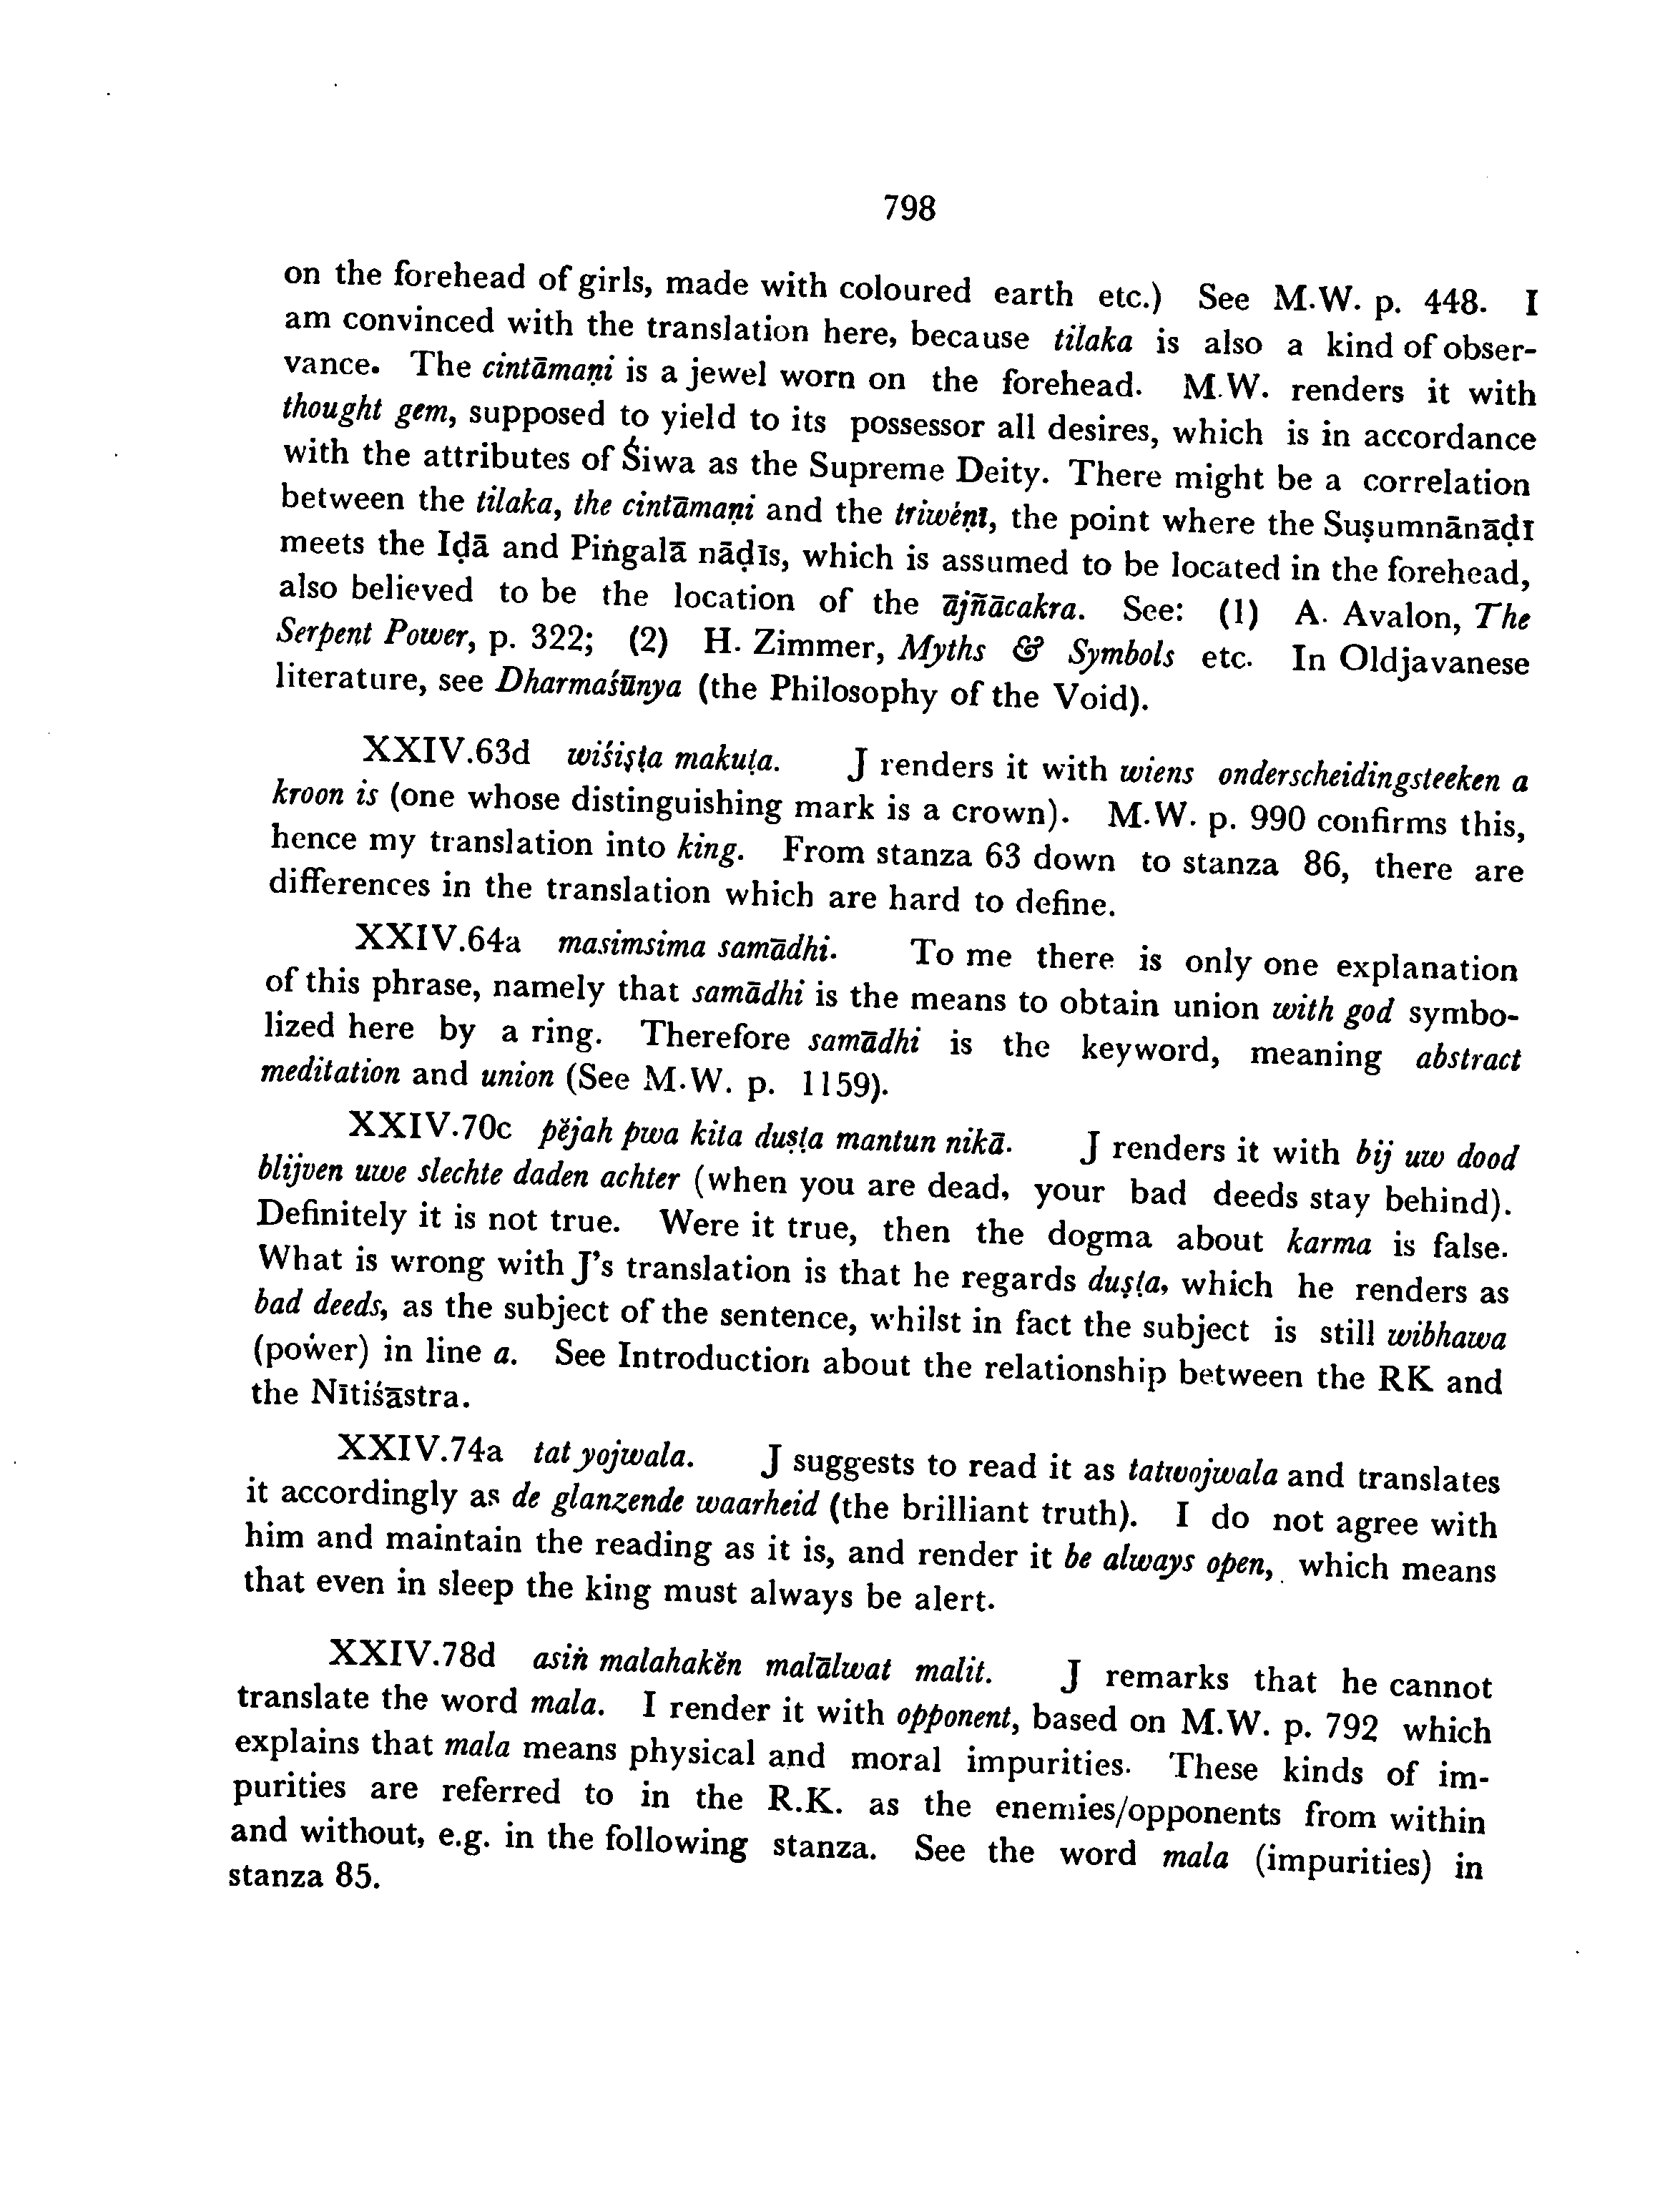 798
on the forehead of girls, made with coloured earth etc.) See M.W. p. 448. I
am convinced with the translation here, because tilaka is also a kind of obser-
vance. The cintāmaṇi is a jewel worn on the forehead. M.W. renders it with
thought gem, supposed to yield to its possessor all desires, which is in accordance
with the attributes of Śiwa as the Supreme Deity. There might be a correlation
between the tilaka, the cintāmaṇi and the triwéṇī, the point where the Suṣumnānāḍī
meets the Iḍā and Piṅgalā nāḍīs, which is assumed to be located in the forehead,
also believed to be the location of the ājñācakra. See: (1) A. Avalon, The
Serpent Power, p. 322; (2) H. Zimmer, Myths & Symbols etc. In Oldjavanese
literature, see Dharmaśūnya (the Philosophy of the Void).
XXIV.63d wiśiṣṭa makuṭa. J renders it with wiens onderscheidingsteeken a
kroon is (one whose distinguishing mark is a crown). M.W. p. 990 confirms this,
hence my translation into king. From stanza 63 down to stanza 86, there are
differences in the translation which are hard to define.
XXIV.64a masimsima samādhi. To me there is only one explanation
of this phrase, namely that samādhi is the means to obtain union with god symbo-
lized here by a ring. Therefore samādhi is the keyword, meaning abstract
meditation and union (See M.W. p. 1159).
XXIV.70c pĕjah pwa kita duṣṭa mantun nikā. J renders it with bij uw dood
blijven uwe slechte daden achter (when you are dead, your bad deeds stay behind).
Definitely it is not true. Were it true, then the dogma about karma is false.
What is wrong with J's translation is that he regards duṣṭa, which he renders as
bad deeds, as the subject of the sentence, whilst in fact the subject is still wibhawa
(power) in line a. See Introduction about the relationship between the RK and
the Nītiśāstra.
XXIV.74a tat yojwala. J suggests to read it as tatwojwala and translates
it accordingly as de glanzende waarheid (the brilliant truth). I do not agree with
him and maintain the reading as it is, and render it be always open, which means
that even in sleep the king must always be alert.
XXIV.78d asiṅ malahakĕn malālwat malit. J remarks that he cannot
translate the word mala. I render it with opponent, based on M.W. p. 792 which
explains that mala means physical and moral impurities. These kinds of im-
purities are referred to in the R.K. as the enemies/opponents from within
and without, e.g. in the following stanza. See the word mala (impurities) in
stanza 85.